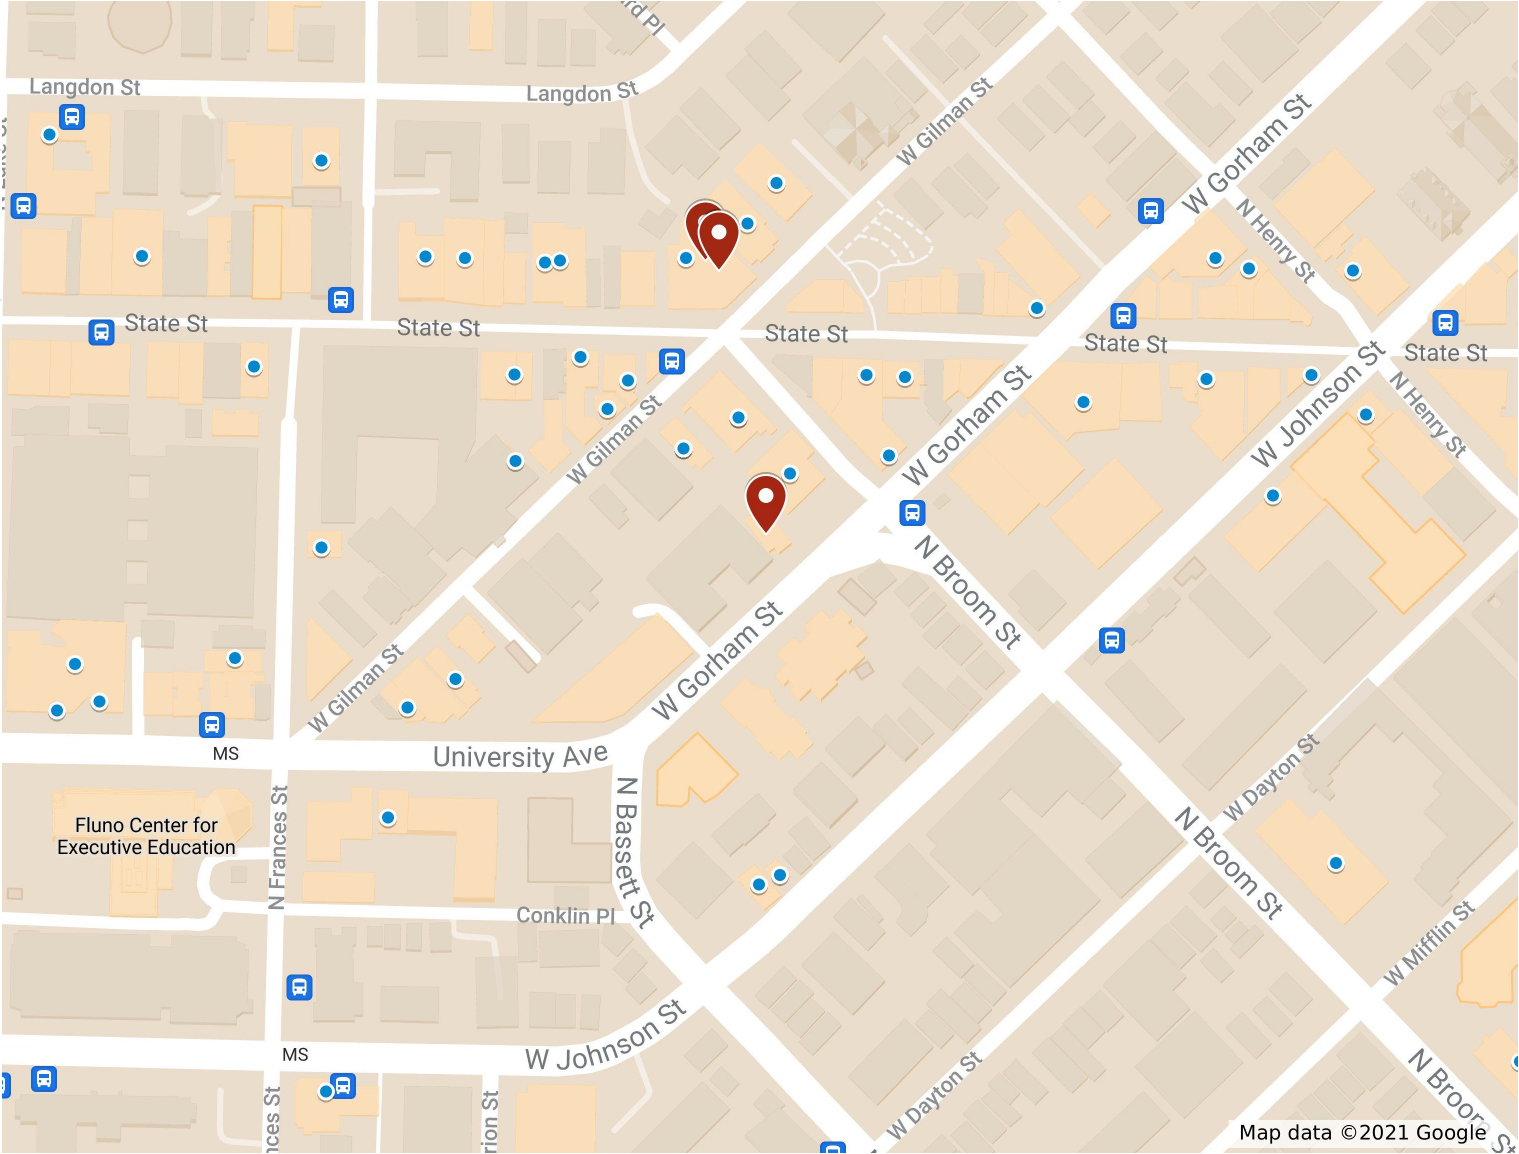 Langdon St
Langdon St
W Gilman St
W Gorham St
N Henry St
State St
State St
State St
State St
State St
W Gorham St
W Johnson St
N Henry St
W Gilman St
N Broom St
W Gilman St
W Gorham St
MS
University Ave
W Dayton St
Fluno Center for
Executive Education
N Frances St
N Bassett St
N Broom St
Conklin Pl
W Mifflin St
W Johnson St
MS
W Dayton St
N Broom St
Map data ©2021 Google